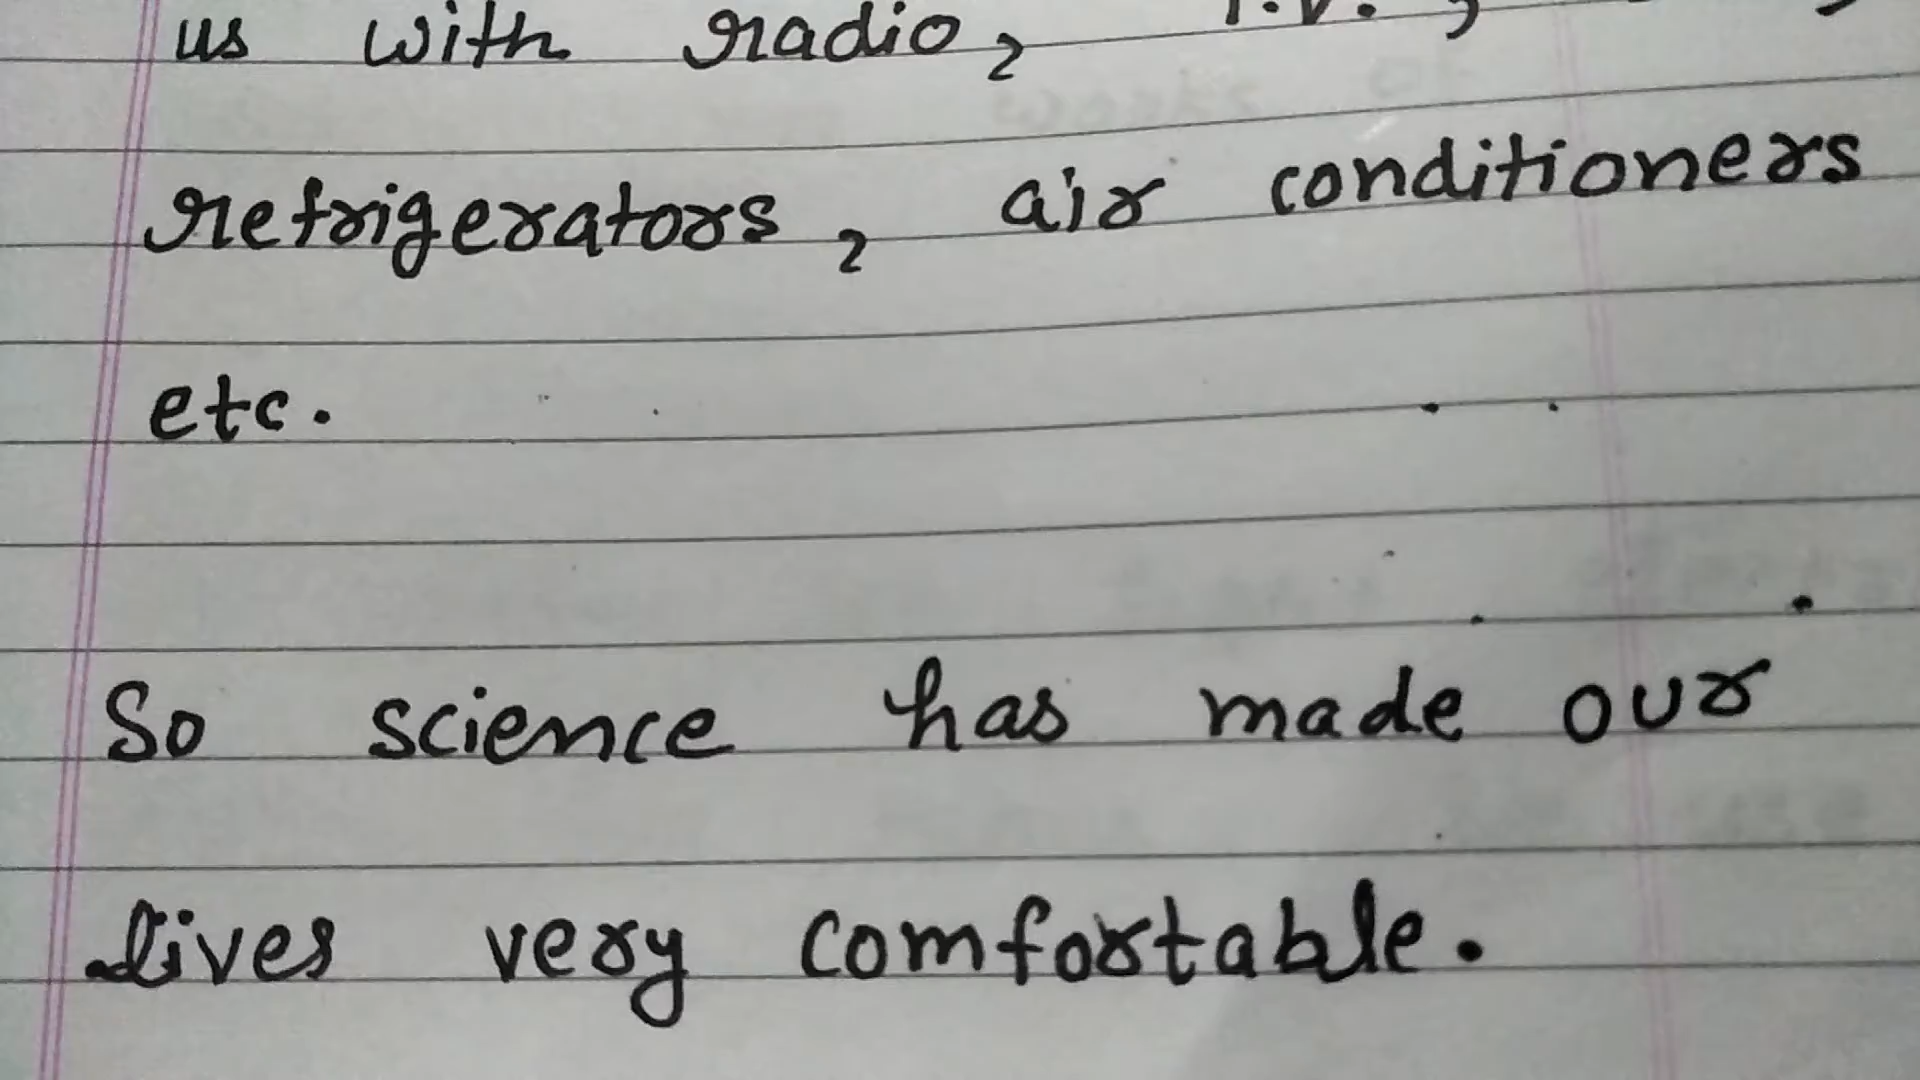 us with radio, T.V.,
refrigerators, air conditioners
etc.
So science has made our
lives very comfortable.